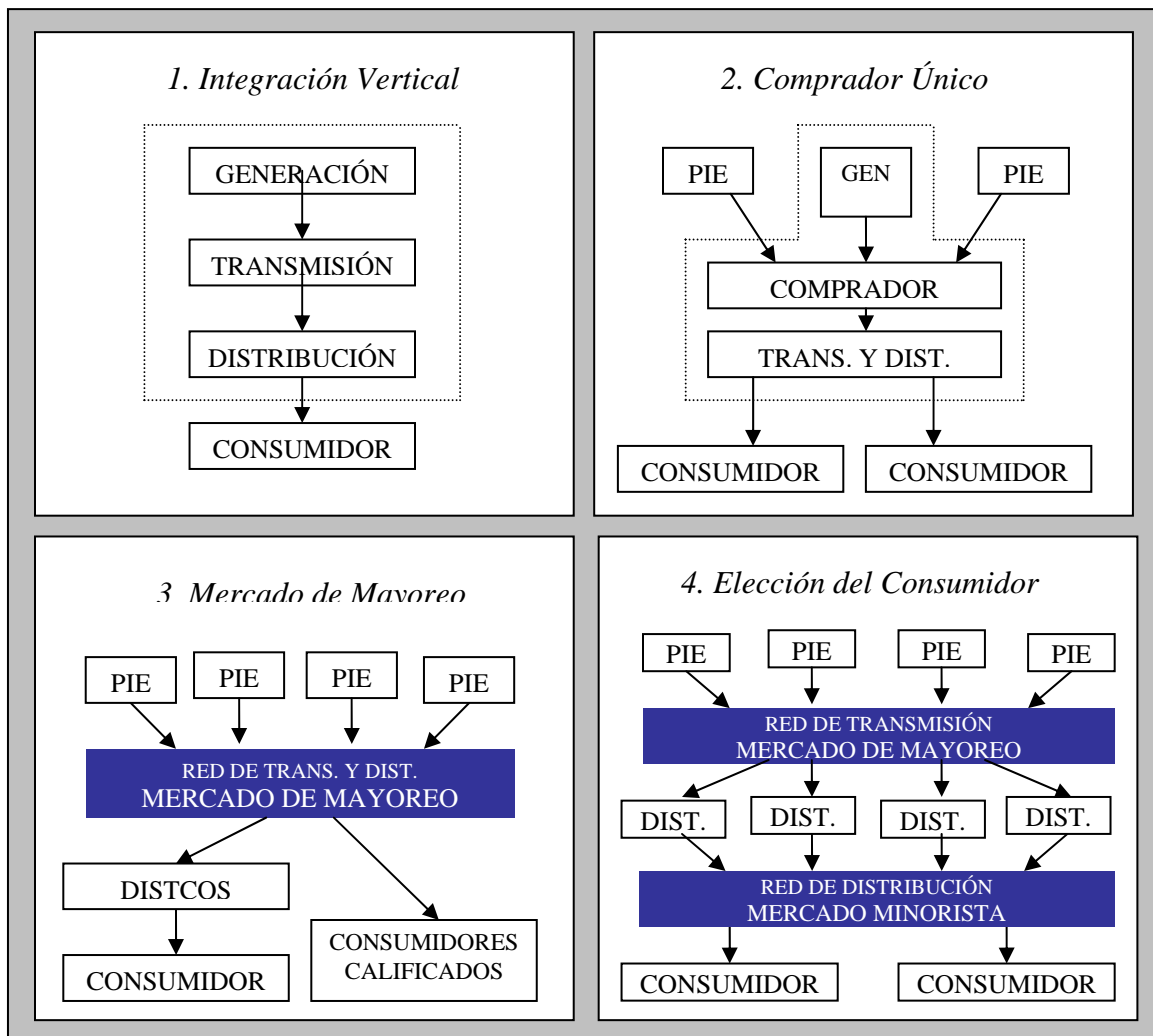 1. Integración Vertical
GENERACIÓN
TRANSMISIÓN
DISTRIBUCIÓN
CONSUMIDOR
2. Comprador Único
PIE
GEN
PIE
COMPRADOR
TRANS. Y DIST.
CONSUMIDOR
CONSUMIDOR
3. Mercado de Mayoreo
PIE
PIE
PIE
PIE
RED DE TRANS. Y DIST.
MERCADO DE MAYOREO
DISTCOS
CONSUMIDOR
CONSUMIDORES
CALIFICADOS
4. Elección del Consumidor
PIE
PIE
PIE
PIE
RED DE TRANSMISIÓN
MERCADO DE MAYOREO
DIST.
DIST.
DIST.
DIST.
RED DE DISTRIBUCIÓN
MERCADO MINORISTA
CONSUMIDOR
CONSUMIDOR